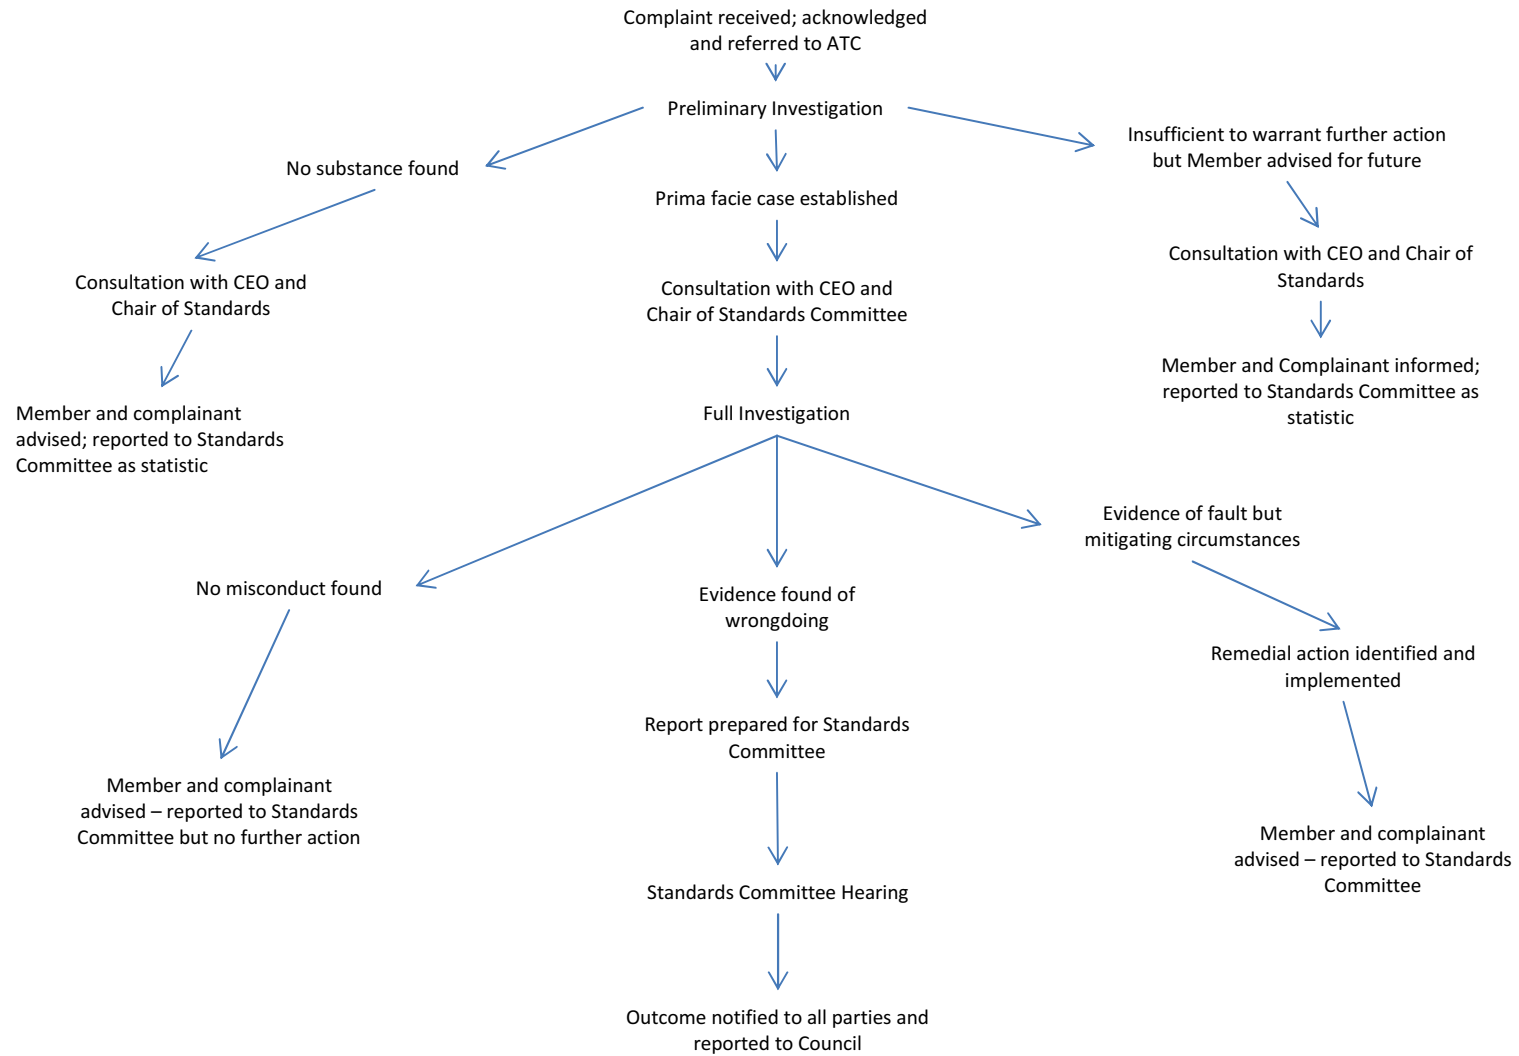 Complaint received; acknowledged
and referred to ATC
Preliminary Investigation
Insufficient to warrant further action
but Member advised for future
No substance found
Prima facie case established
Consultation with CEO and Chair of
Standards
Consultation with CEO and
Chair of Standards
Consultation with CEO and
Chair of Standards Committee
Member and Complainant informed;
reported to Standards Committee as
statistic
Member and complainant
advised; reported to Standards
Committee as statistic
Full Investigation
Evidence of fault but
mitigating circumstances
No misconduct found
Evidence found of
wrongdoing
Remedial action identified and
implemented
Report prepared for Standards
Committee
Member and complainant
advised – reported to Standards
Committee but no further action
Member and complainant
advised – reported to Standards
Committee
Standards Committee Hearing
Outcome notified to all parties and
reported to Council